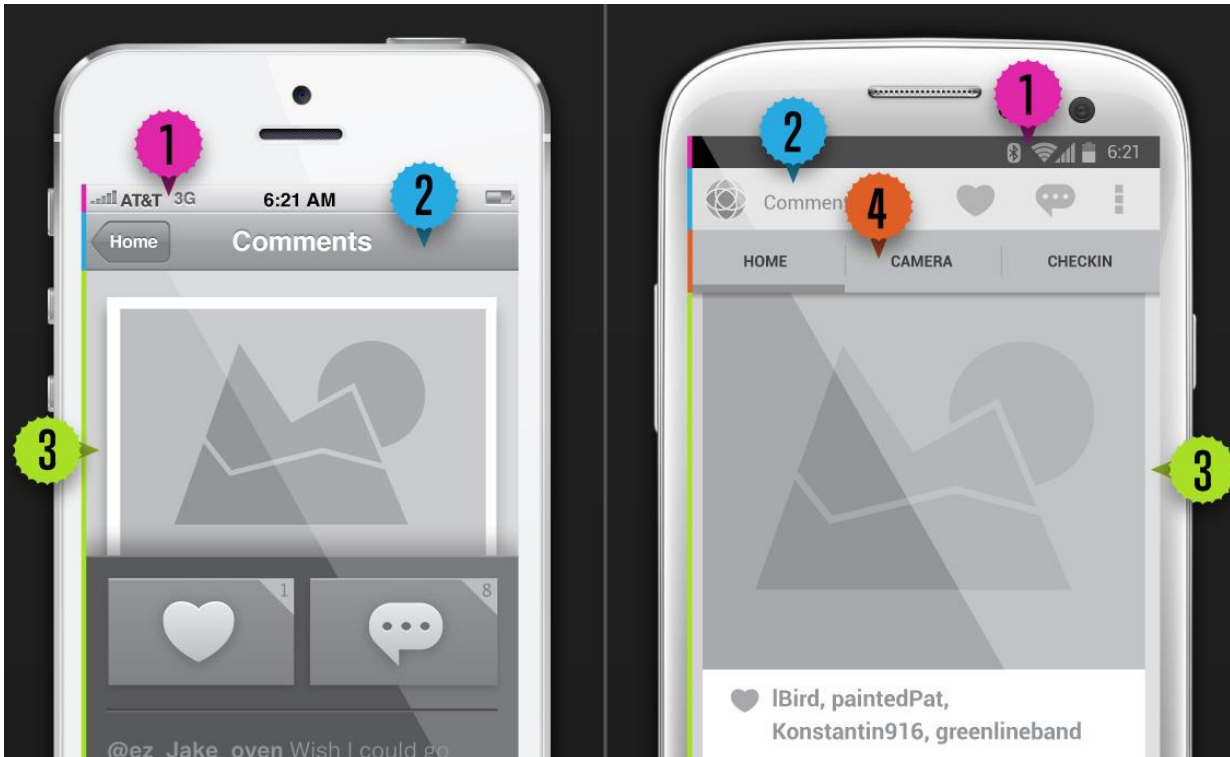 1
AT&T 3G
6:21 AM
2
Home
Comments
3
1
8
@ez_Jake_oven Wish I could go
1
6:21
2
Commen
4
HOME
CAMERA
CHECKIN
3
lBird, paintedPat,
Konstantin916, greenlineband